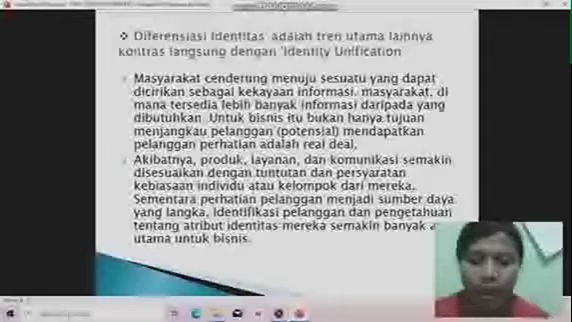 ❖ Diferensiasi Identitas adalah tren utama lainnya
kontras langsung dengan 'Identity Unification
Masyarakat cenderung menuju sesuatu yang dapat
dicirikan sebagai kekayaan informasi. masyarakat, di
mana tersedia lebih banyak informasi daripada yang
dibutuhkan. Untuk bisnis itu bukan hanya tujuan
menjangkau pelanggan (potensial) mendapatkan
pelanggan perhatian adalah real deal.
Akibatnya, produk, layanan, dan komunikasi semakin
disesuaikan dengan tuntutan dan persyaratan
kebiasaan individu atau kelompok dari mereka.
Sementara perhatian pelanggan menjadi sumber daya
yang langka, identifikasi pelanggan dan pengetahuan
tentang atribut identitas mereka semakin banyak
utama untuk bisnis.